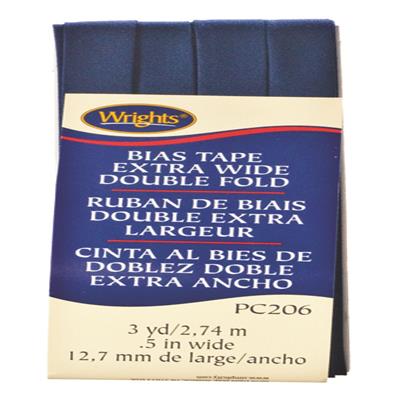 Wrights®
BIAS TAPE
EXTRA WIDE
DOUBLE FOLD
RUBAN DE BIAIS
DOUBLE EXTRA
LARGEUR
CINTA AL BIES DE
DOBLEZ DOBLE
EXTRA ANCHO
PC206
3 yd/2,74 m
.5 in wide
12,7 mm de large/ancho